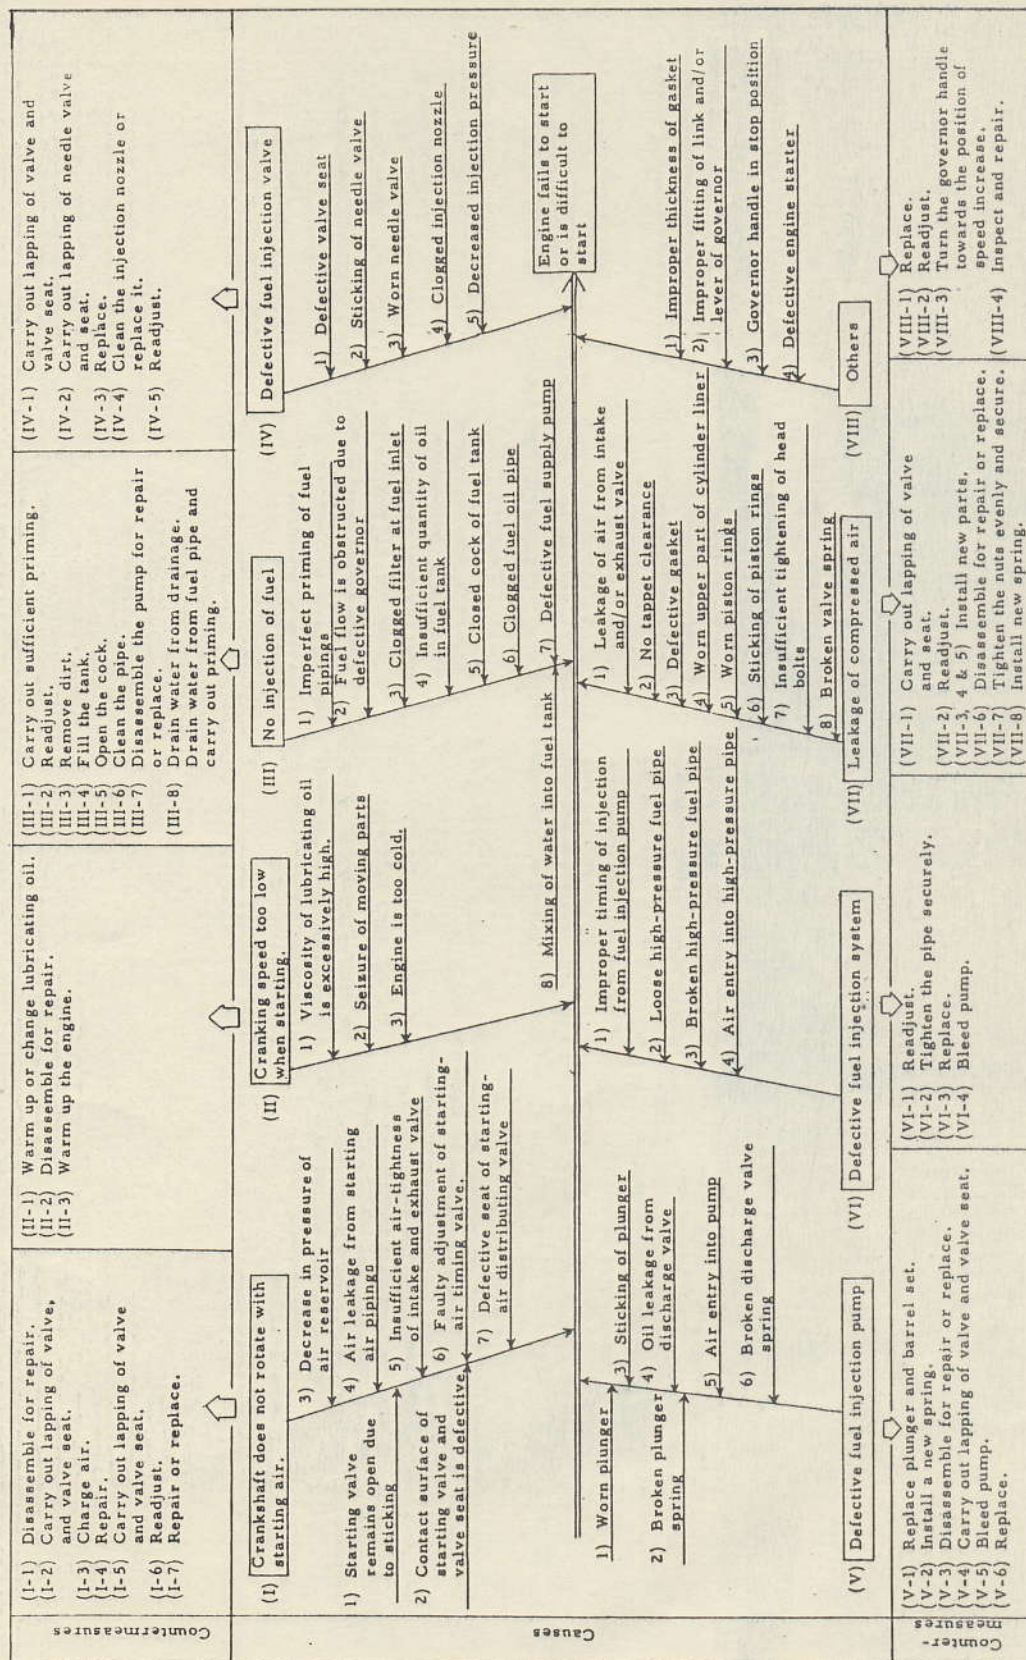 Countermeasures
(I-1) Disassemble for repair.
(I-2) Carry out lapping of valve,
and valve seat.
(I-3) Charge air.
(I-4) Repair.
(I-5) Carry out lapping of valve
and valve seat.
(I-6) Readjust.
(I-7) Repair or replace.
(II-1) Warm up or change lubricating oil.
(II-2) Disassemble for repair.
(II-3) Warm up the engine.
(III-1) Carry out sufficient priming.
(III-2) Readjust.
(III-3) Remove dirt.
(III-4) Fill the tank.
(III-5) Open the cock.
(III-6) Clean the pipe.
(III-7) Disassemble the pump for repair
or replace.
(III-8) Drain water from drainage.
Drain water from fuel pipe and
carry out priming.
(IV-1) Carry out lapping of valve and
valve seat.
(IV-2) Carry out lapping of needle valve
and seat.
(IV-3) Replace.
(IV-4) Clean the injection nozzle or
replace it.
(IV-5) Readjust.
Causes
(I) Crankshaft does not rotate with
starting air.
1) Starting valve
remains open due
to sticking
2) Contact surface of
starting valve and
valve seat is defective.
3) Decrease in pressure of
air reservoir
4) Air leakage from starting
air pipings
5) Insufficient air-tightness
of intake and exhaust valve
6) Faulty adjustment of starting-
air timing valve.
7) Defective seat of starting-
air distributing valve
(II) Cranking speed too low
when starting.
1) Viscosity of lubricating oil
is excessively high.
2) Seizure of moving parts
3) Engine is too cold.
(III) No injection of fuel
1) Imperfect priming of fuel
pipings
2) Fuel flow is obstructed due to
defective governor
3) Clogged filter at fuel inlet
4) Insufficient quantity of oil
in fuel tank
5) Closed cock of fuel tank
6) Clogged fuel oil pipe
7) Defective fuel supply pump
8) Mixing of water into fuel tank
(IV) Defective fuel injection valve
1) Defective valve seat
2) Sticking of needle valve
3) Worn needle valve
4) Clogged injection nozzle
5) Decreased injection pressure
Engine fails to start
or is difficult to
start
1) Worn plunger
2) Broken plunger
spring
3) Sticking of plunger
4) Oil leakage from
discharge valve
5) Air entry into pump
6) Broken discharge valve
spring
(V) Defective fuel injection pump
1) Improper timing of injection
from fuel injection pump
2) Loose high-pressure fuel pipe
3) Broken high-pressure fuel pipe
4) Air entry into high-pressure pipe
(VI) Defective fuel injection system
1) Leakage of air from intake
and/or exhaust valve
2) No tappet clearance
3) Defective gasket
4) Worn upper part of cylinder liner
5) Worn piston rings
6) Sticking of piston rings
7) Insufficient tightening of head
bolts
8) Broken valve spring
(VII) Leakage of compressed air
1) Improper thickness of gasket
2) Improper fitting of link and/or
lever of governor
3) Governor handle in stop position
4) Defective engine starter
(VIII) Others
Counter-
measures
(V-1) Replace plunger and barrel set.
(V-2) Install a new spring.
(V-3) Disassemble for repair or replace.
(V-4) Carry out lapping of valve and valve seat.
(V-5) Bleed pump.
(V-6) Replace.
(VI-1) Readjust.
(VI-2) Tighten the pipe securely.
(VI-3) Replace.
(VI-4) Bleed pump.
(VII-1) Carry out lapping of valve
and seat.
(VII-2) Readjust.
(VII-3, 4 & 5) Install new parts.
(VII-6) Disassemble for repair or replace.
(VII-7) Tighten the nuts evenly and secure.
(VII-8) Install new spring.
(VIII-1) Replace.
(VIII-2) Readjust.
(VIII-3) Turn the governor handle
towards the position of
speed increase.
(VIII-4) Inspect and repair.